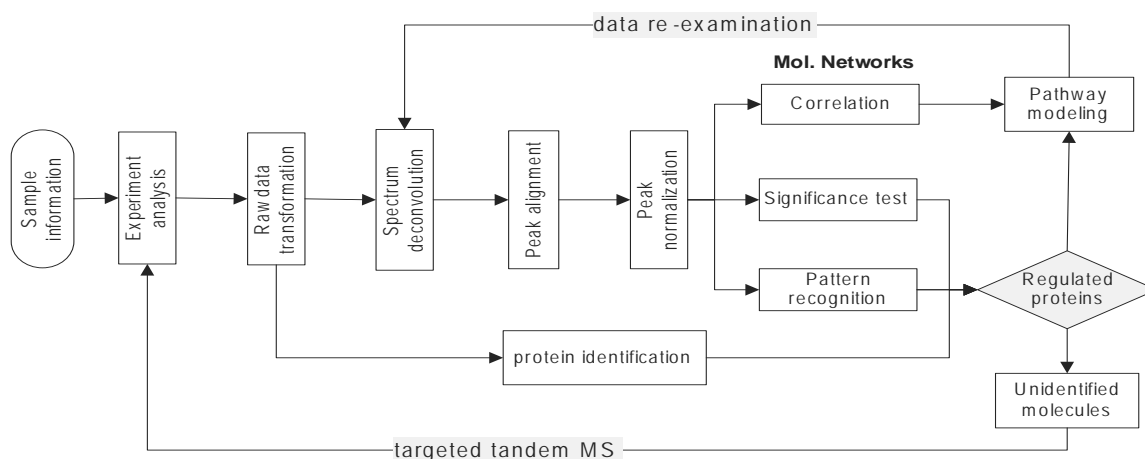 data re-examination
Mol. Networks
Correlation
Pathway
modeling
Sample
information
Experiment
analysis
Raw data
transformation
Spectrum
deconvolution
Peak alignment
Peak
normalization
Significance test
Pattern
recognition
Regulated
proteins
protein identification
Unidentified
molecules
targeted tandem MS